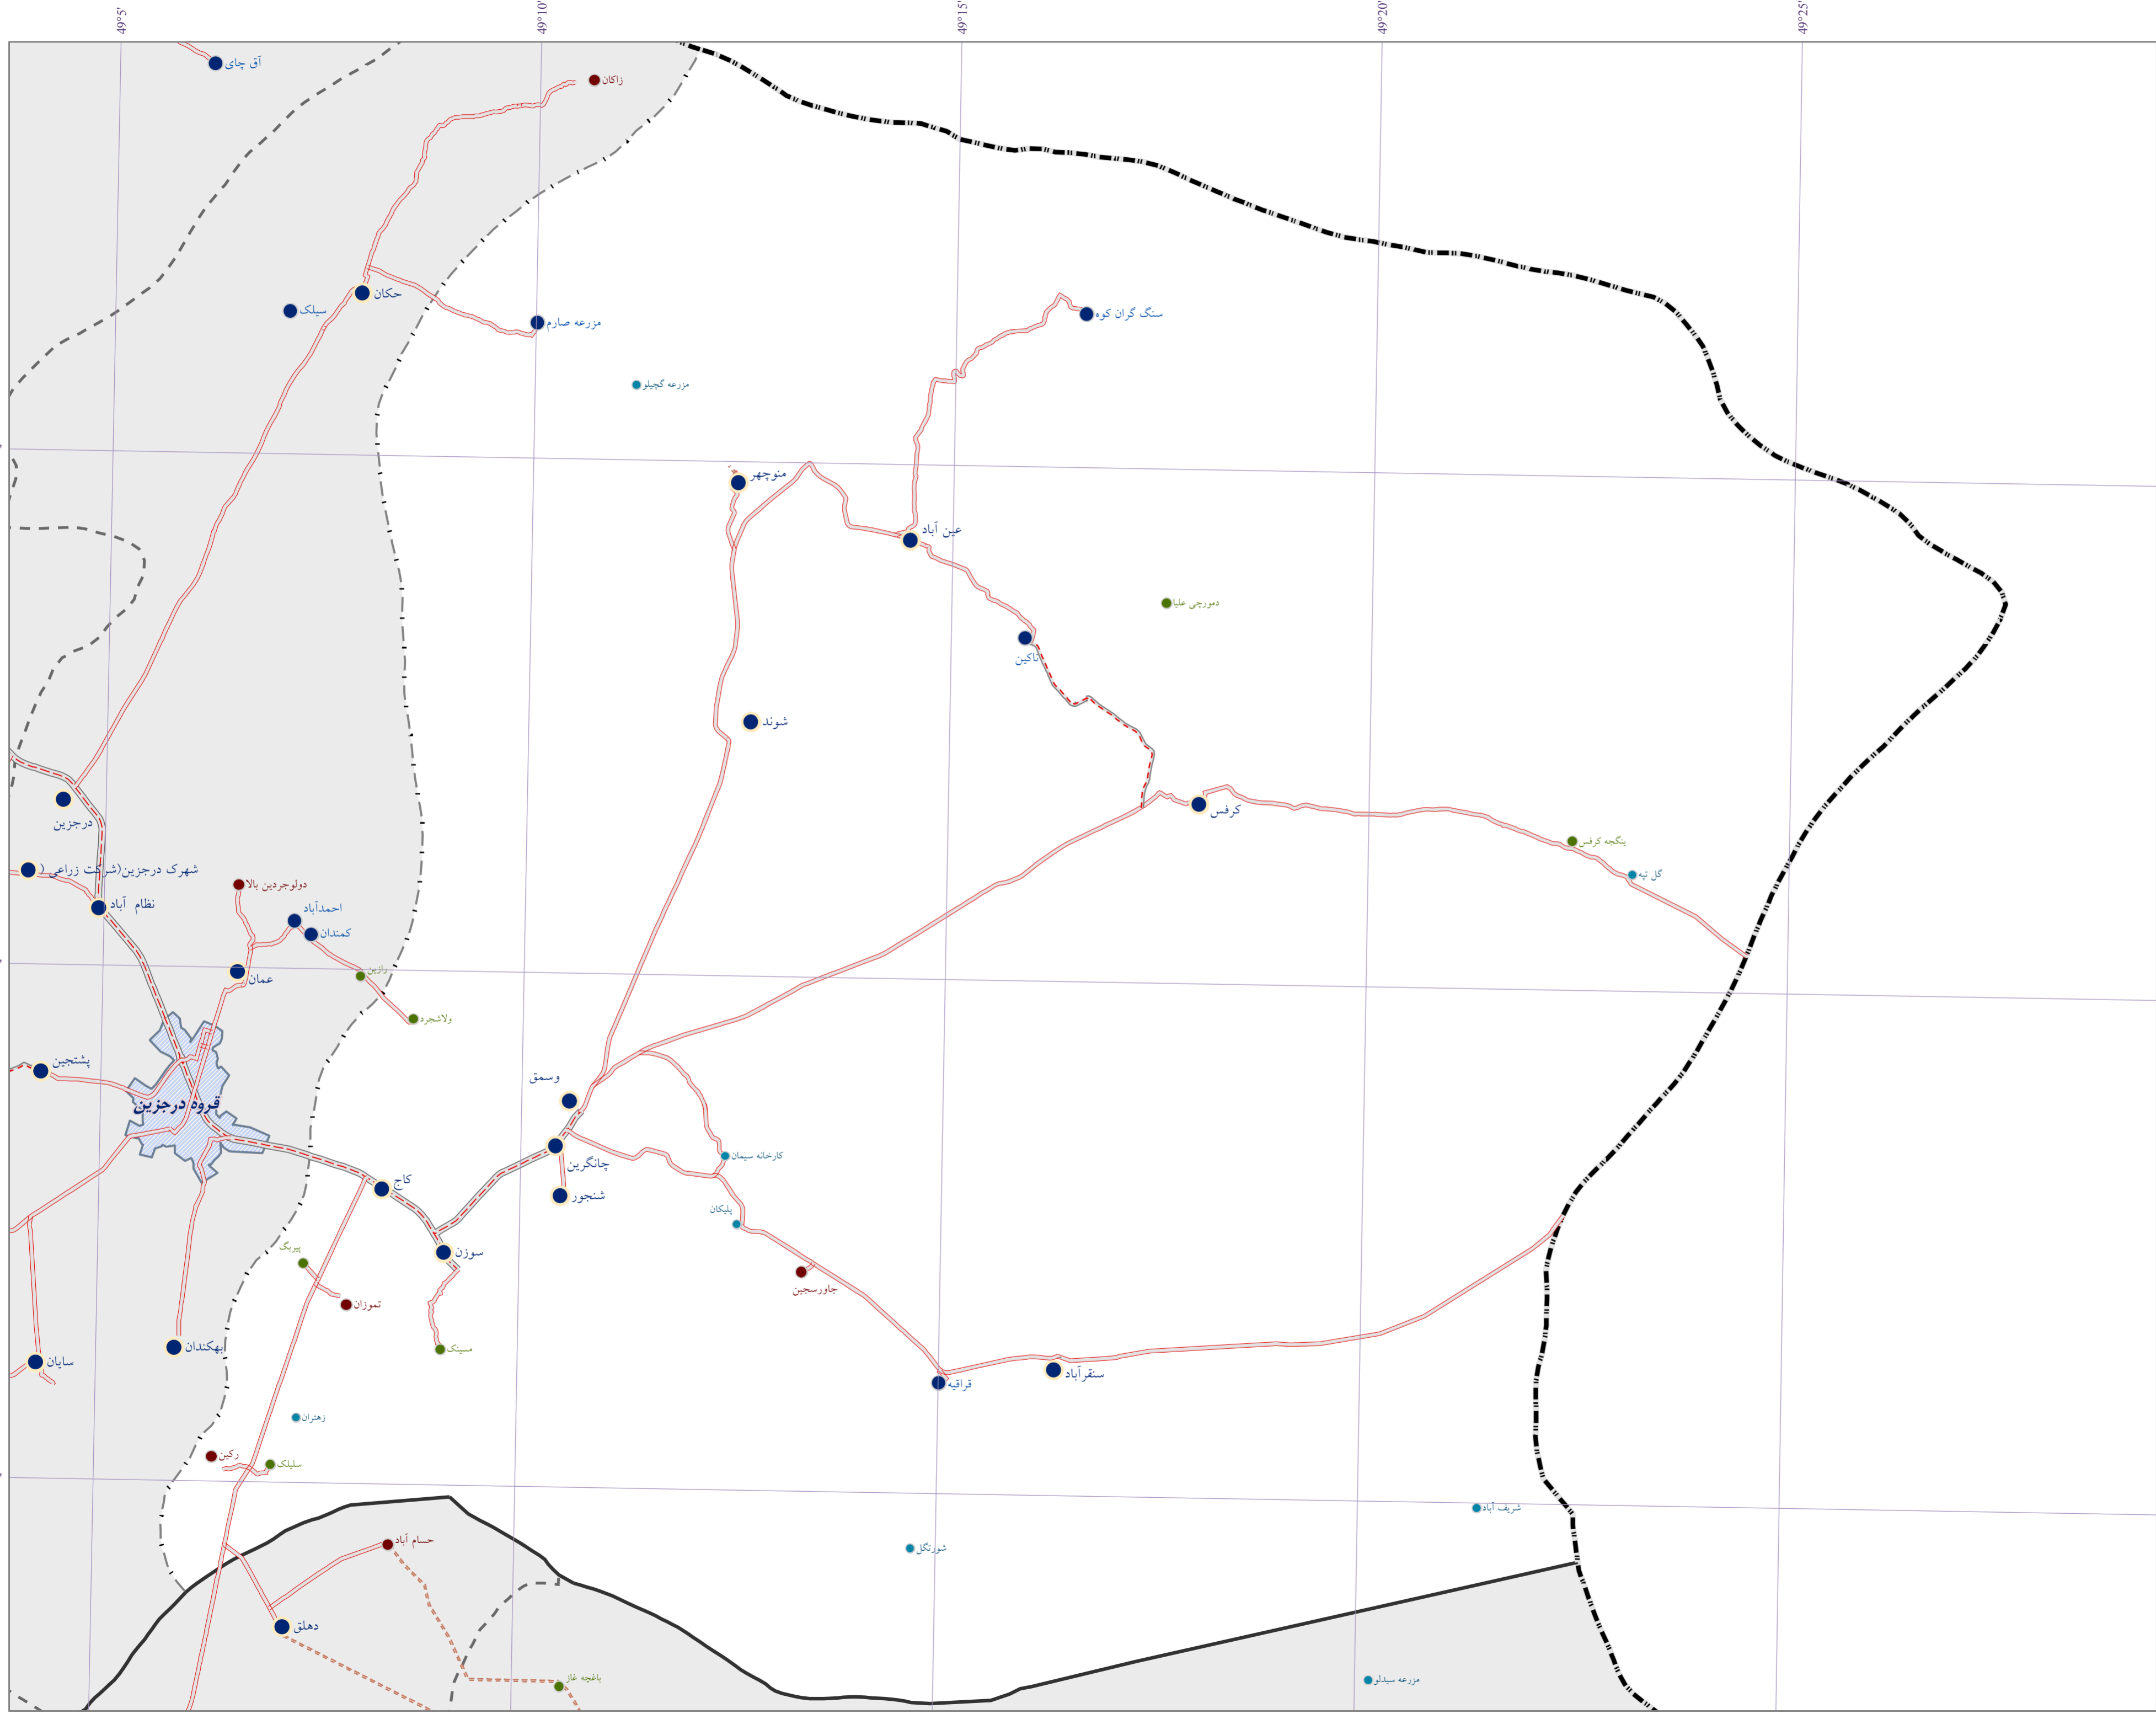 49°5'
49°10'
49°15'
49°20'
49°25'
آق چای
زاکان
حکان
سیلک
مزرعه صارم
سنگ گران کوه
مزرعه گچیلو
منوچهر
عین آباد
دمورچی علیا
تاکین
شوند
درجزین
کرفس
ینگجه کرفس
گل تپه
شهرک درجزین(شرکت زراعی (
دولوجردین بالا
نظام آباد
احمدآباد
کمندان
رازین
عمان
ولاشجرد
پشتجین
وسمق
قروه درجزین
کارخانه سیمان
چانگرین
کاج
شنجور
پلیکان
پیربگ
سوزن
جاورسجین
تموزان
بهکندان
مسینک
سایان
سنقرآباد
قراقیه
زهتران
رکین
سلیلک
شریف آباد
حسام آباد
شورتگل
دهلق
باغچه غاز
مزرعه سیدلو